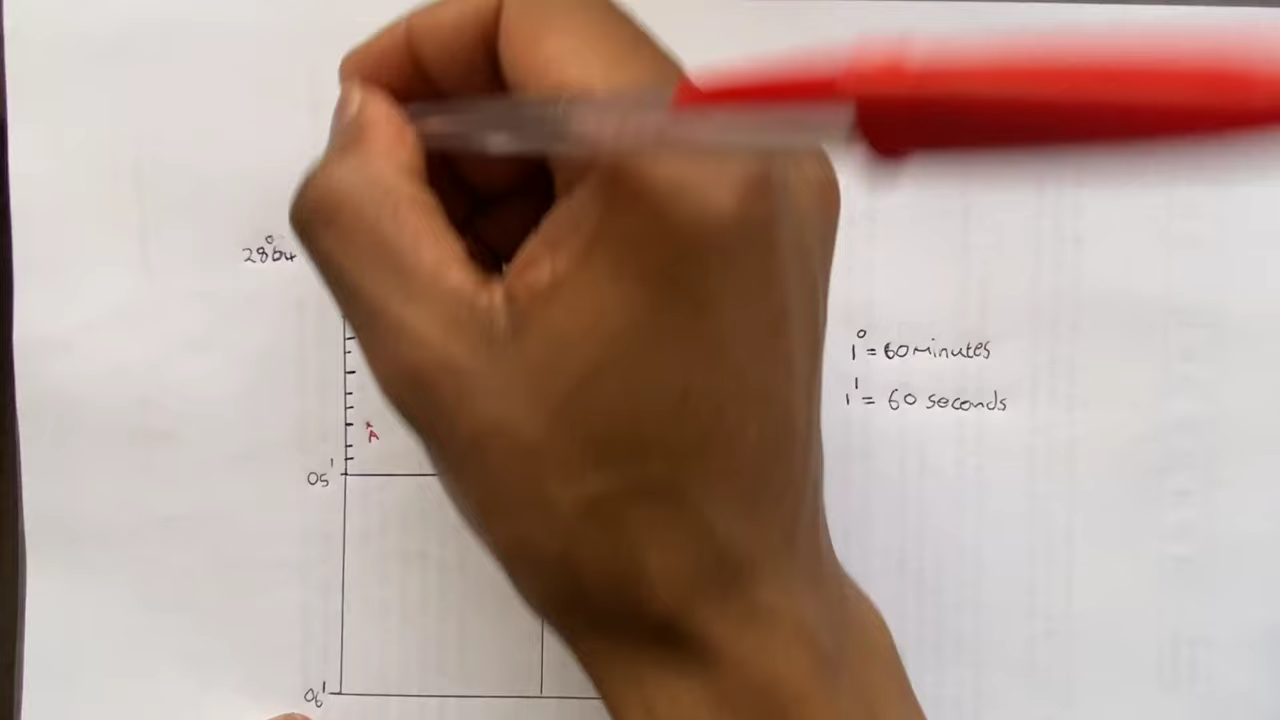 28°04
1° = 60 minutes
1' = 60 seconds
A
05'
06'